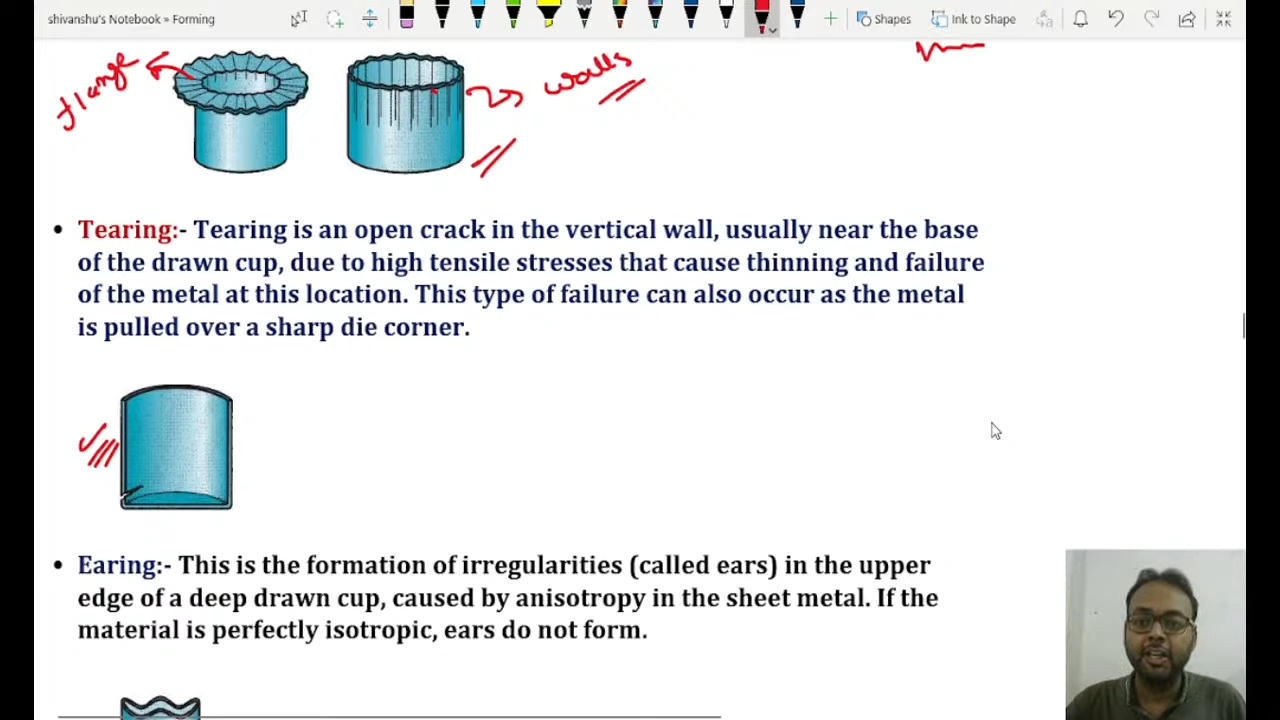 shivanshu's Notebook » Forming
Shapes
Ink to Shape
flange
walls
• Tearing:- Tearing is an open crack in the vertical wall, usually near the base
of the drawn cup, due to high tensile stresses that cause thinning and failure
of the metal at this location. This type of failure can also occur as the metal
is pulled over a sharp die corner.
• Earing:- This is the formation of irregularities (called ears) in the upper
edge of a deep drawn cup, caused by anisotropy in the sheet metal. If the
material is perfectly isotropic, ears do not form.